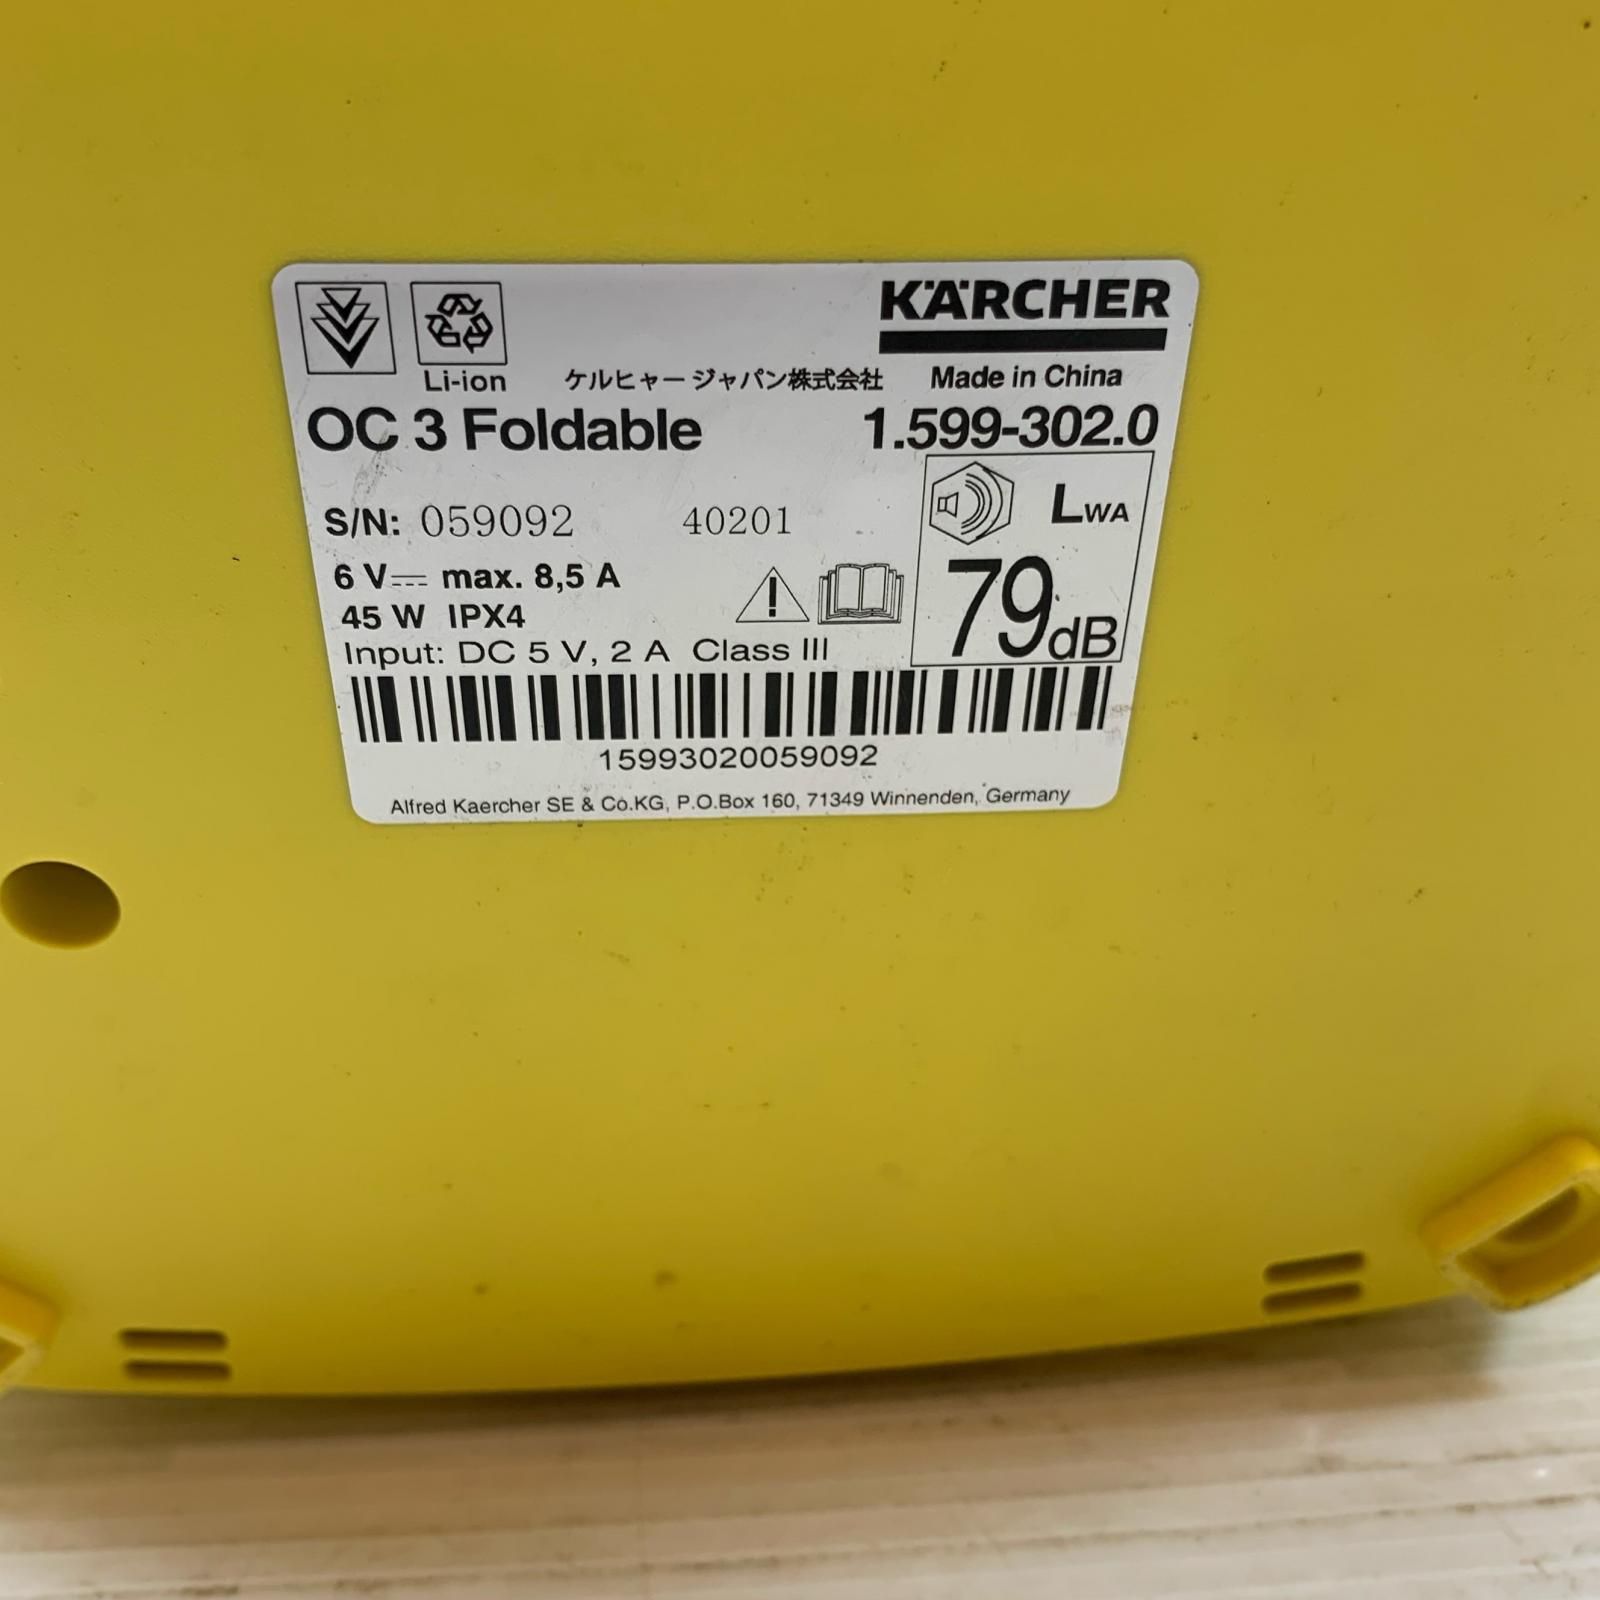 KÄRCHER
Li-ion ケルヒャー ジャパン株式会社 Made in China
OC 3 Foldable 1.599-302.0
S/N: 059092 40201
LWA
6 V max. 8,5 A
45 W IPX4
79dB
Input: DC 5 V, 2 A Class III
15993020059092
Alfred Kaercher SE & Co.KG, P.O.Box 160, 71349 Winnenden, Germany